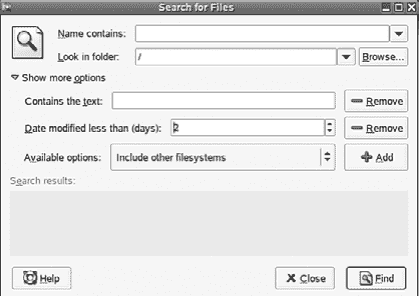 Search for Files
Name contains:
Look in folder: / Browse...
Show more options
Contains the text: Remove
Date modified less than (days): 2 Remove
Available options: Include other filesystems Add
Search results:
Help Close Find